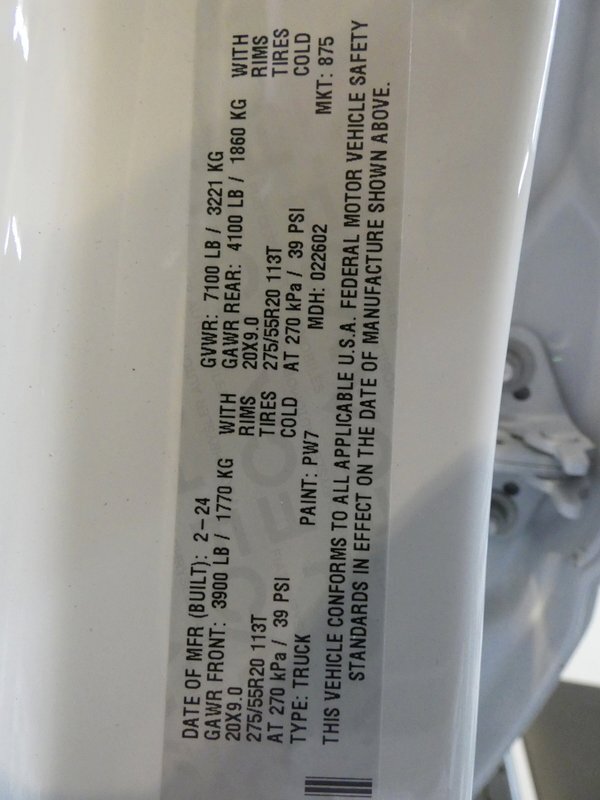 DATE OF MFR (BUILT): 2-24 GVWR: 7100 LB / 3221 KG
GAWR FRONT: 3900 LB / 1770 KG WITH GAWR REAR: 4100 LB / 1860 KG WITH
20X9.0 RIMS 20X9.0 RIMS
275/55R20 113T TIRES 275/55R20 113T TIRES
AT 270 kPa / 39 PSI COLD AT 270 kPa / 39 PSI COLD
TYPE: TRUCK PAINT: PW7 MDH: 022602 MKT: 875
THIS VEHICLE CONFORMS TO ALL APPLICABLE U.S.A. FEDERAL MOTOR VEHICLE SAFETY
STANDARDS IN EFFECT ON THE DATE OF MANUFACTURE SHOWN ABOVE.